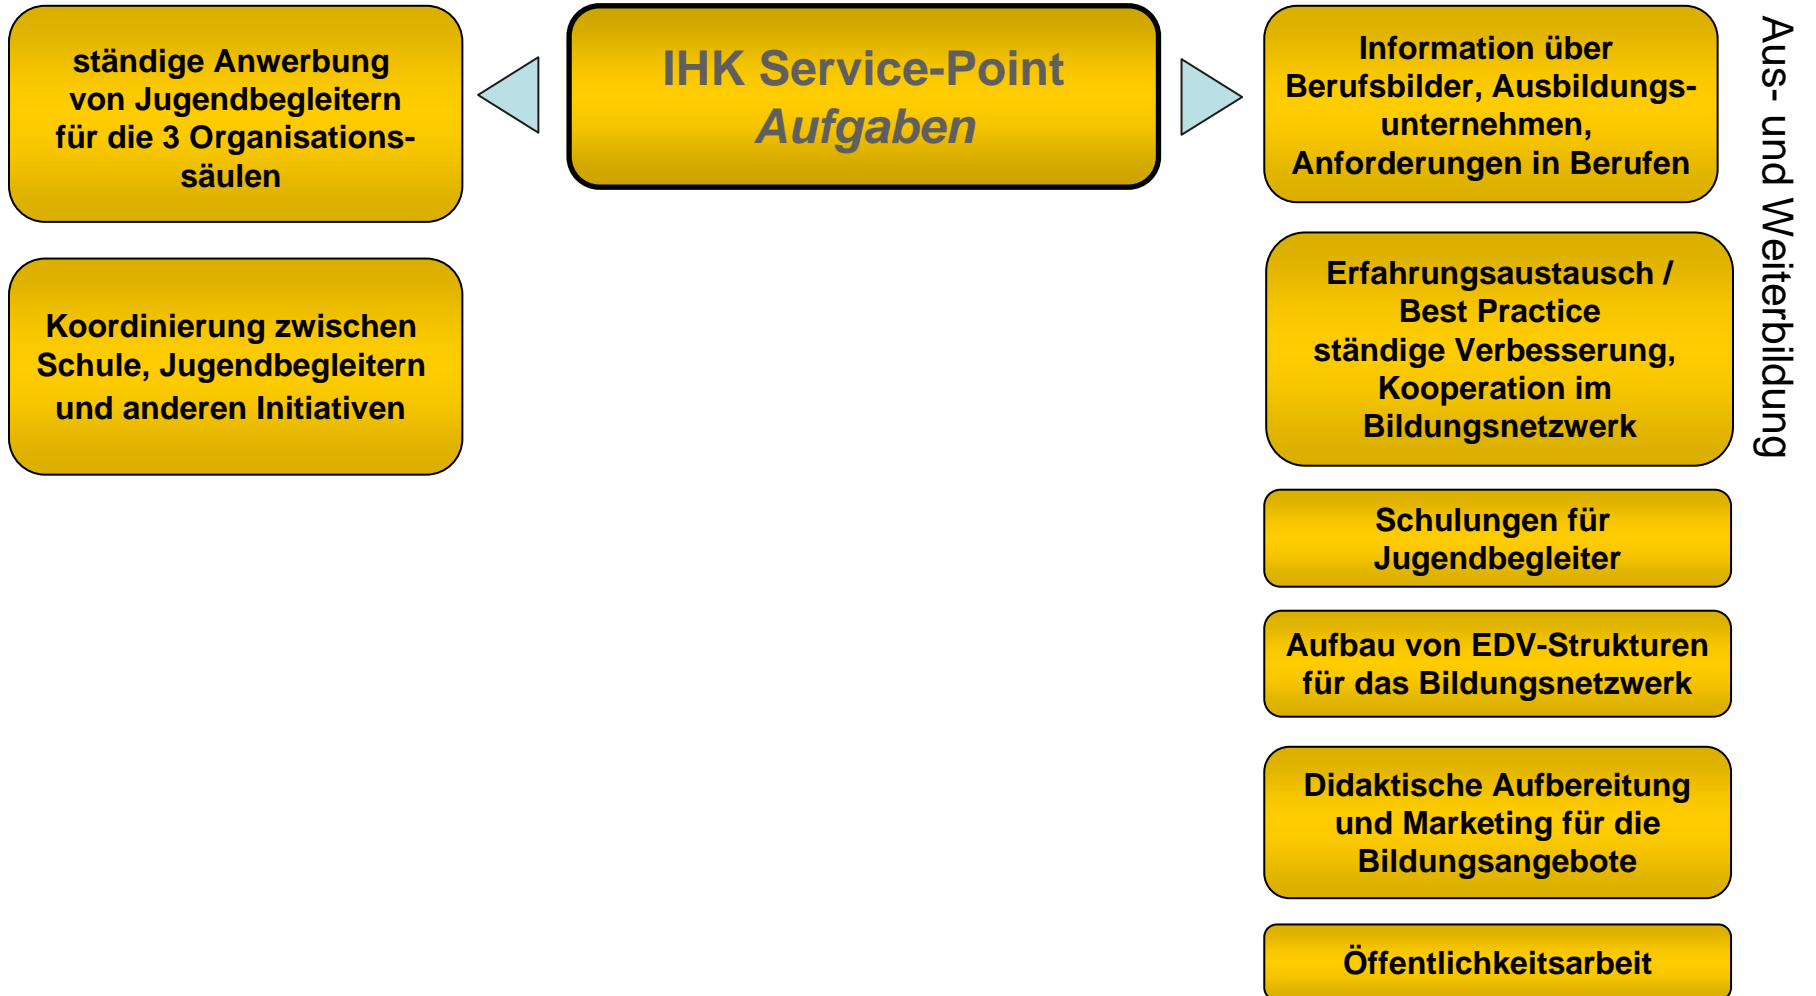 IHK Service-Point
Aufgaben
ständige Anwerbung
von Jugendbegleitern
für die 3 Organisations-
säulen
Koordinierung zwischen
Schule, Jugendbegleitern
und anderen Initiativen
Information über
Berufsbilder, Ausbildungs-
unternehmen,
Anforderungen in Berufen
Erfahrungsaustausch /
Best Practice
ständige Verbesserung,
Kooperation im
Bildungsnetzwerk
Schulungen für
Jugendbegleiter
Aufbau von EDV-Strukturen
für das Bildungsnetzwerk
Didaktische Aufbereitung
und Marketing für die
Bildungsangebote
Öffentlichkeitsarbeit
Aus- und Weiterbildung